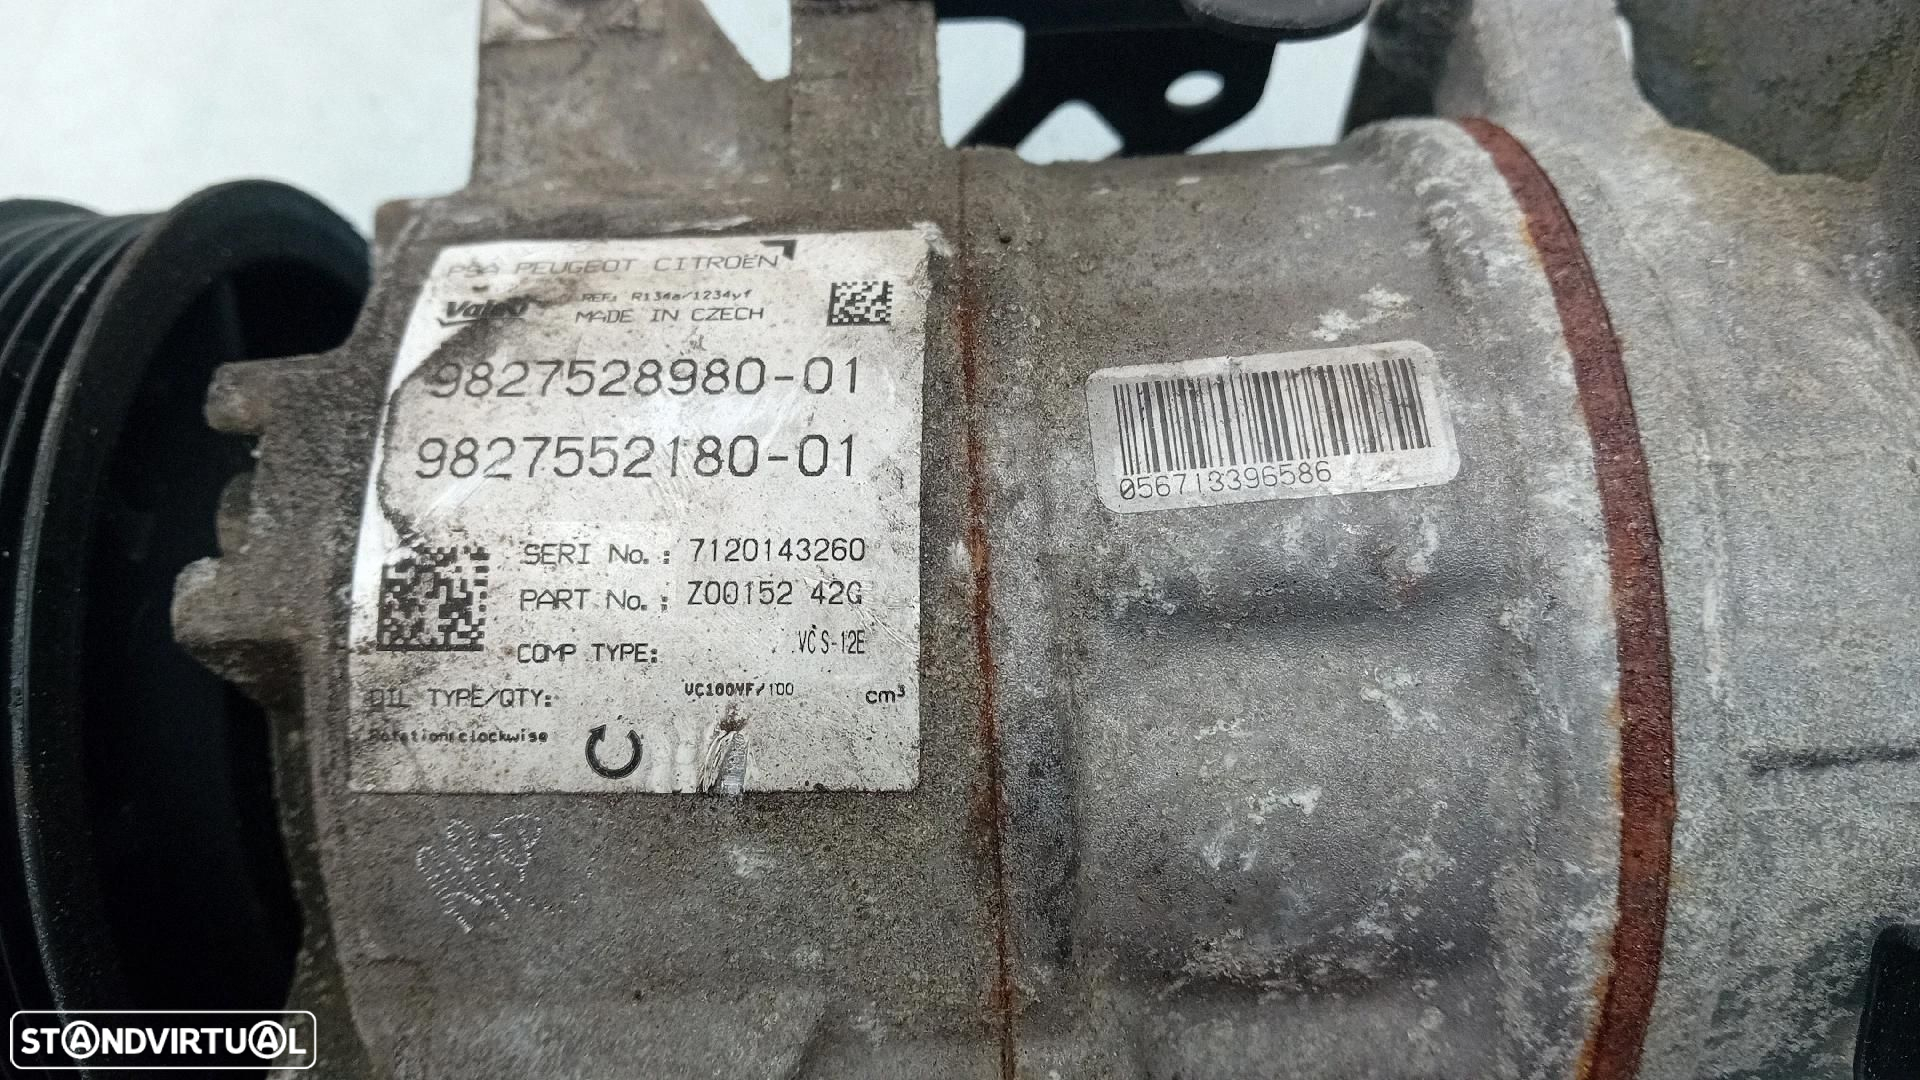 PSA PEUGEOT CITROËN
Valeo REF: R134a/1234yf
MADE IN CZECH
9827528980-01
9827552180-01
SERI No.: 7120143260
PART No.: Z00152 42G
COMP TYPE: VCS-12E
OIL TYPE/QTY: VC100YF/100 cm³
Rotation:clockwise
056713396586
STANDVIRTUAL